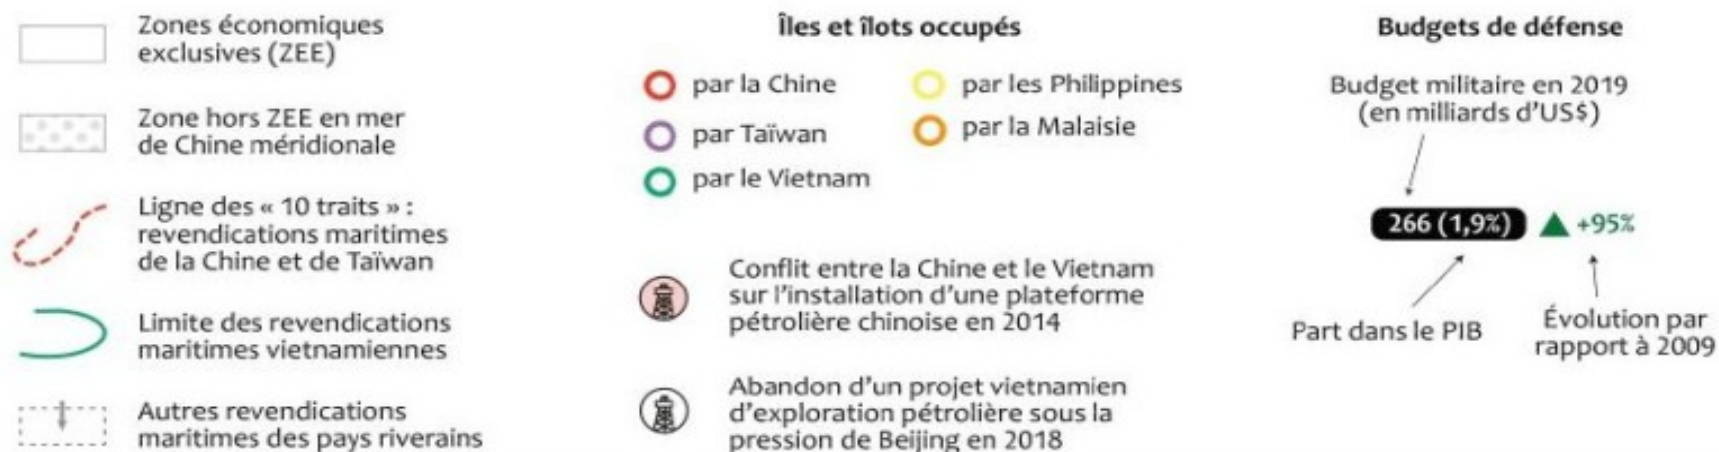 Zones économiques
exclusives (ZEE)
Zone hors ZEE en mer
de Chine méridionale
Ligne des « 10 traits » :
revendications maritimes
de la Chine et de Taïwan
Limite des revendications
maritimes vietnamiennes
Autres revendications
maritimes des pays riverains
Îles et îlots occupés
par la Chine
par les Philippines
par Taïwan
par la Malaisie
par le Vietnam
Conflit entre la Chine et le Vietnam
sur l'installation d'une plateforme
pétrolière chinoise en 2014
Abandon d'un projet vietnamien
d'exploration pétrolière sous la
pression de Beijing en 2018
Budgets de défense
Budget militaire en 2019
(en milliards d'US$)
266 (1,9%) +95%
Part dans le PIB
Évolution par
rapport à 2009